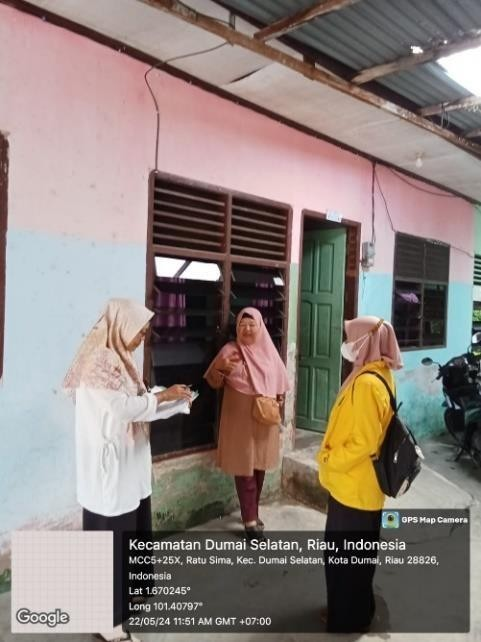 GPS Map Camera
Kecamatan Dumai Selatan, Riau, Indonesia
MCC5+25X, Ratu Sima, Kec. Dumai Selatan, Kota Dumai, Riau 28826,
Indonesia
Lat 1.670245°
Long 101.40797°
22/05/24 11:51 AM GMT +07:00
Google